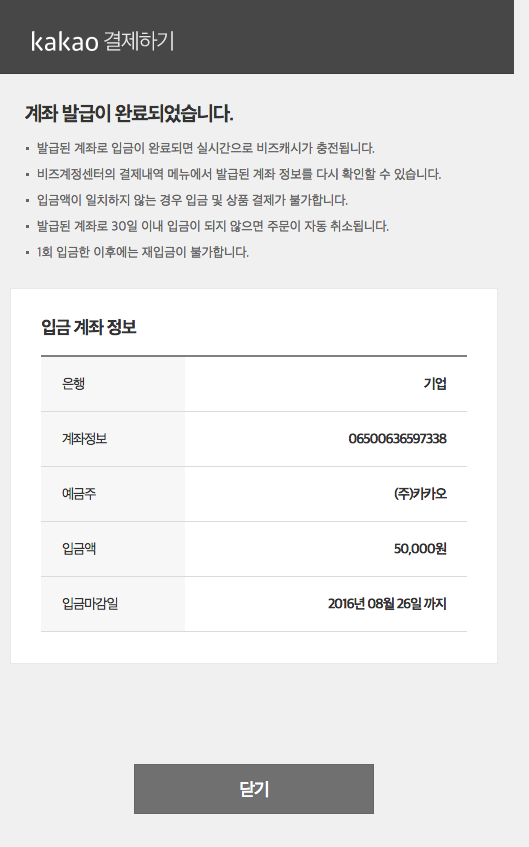 kakao 결제하기
계좌 발급이 완료되었습니다.
▪ 발급된 계좌로 입금이 완료되면 실시간으로 비즈캐시가 충전됩니다.
▪ 비즈계정센터의 결제내역 메뉴에서 발급된 계좌 정보를 다시 확인할 수 있습니다.
▪ 입금액이 일치하지 않는 경우 입금 및 상품 결제가 불가합니다.
▪ 발급된 계좌로 30일 이내 입금이 되지 않으면 주문이 자동 취소됩니다.
▪ 1회 입금한 이후에는 재입금이 불가합니다.
입금 계좌 정보
은행 기업
계좌정보 06500636597338
예금주 (주)카카오
입금액 50,000원
입금마감일 2016년 08월 26일 까지
닫기